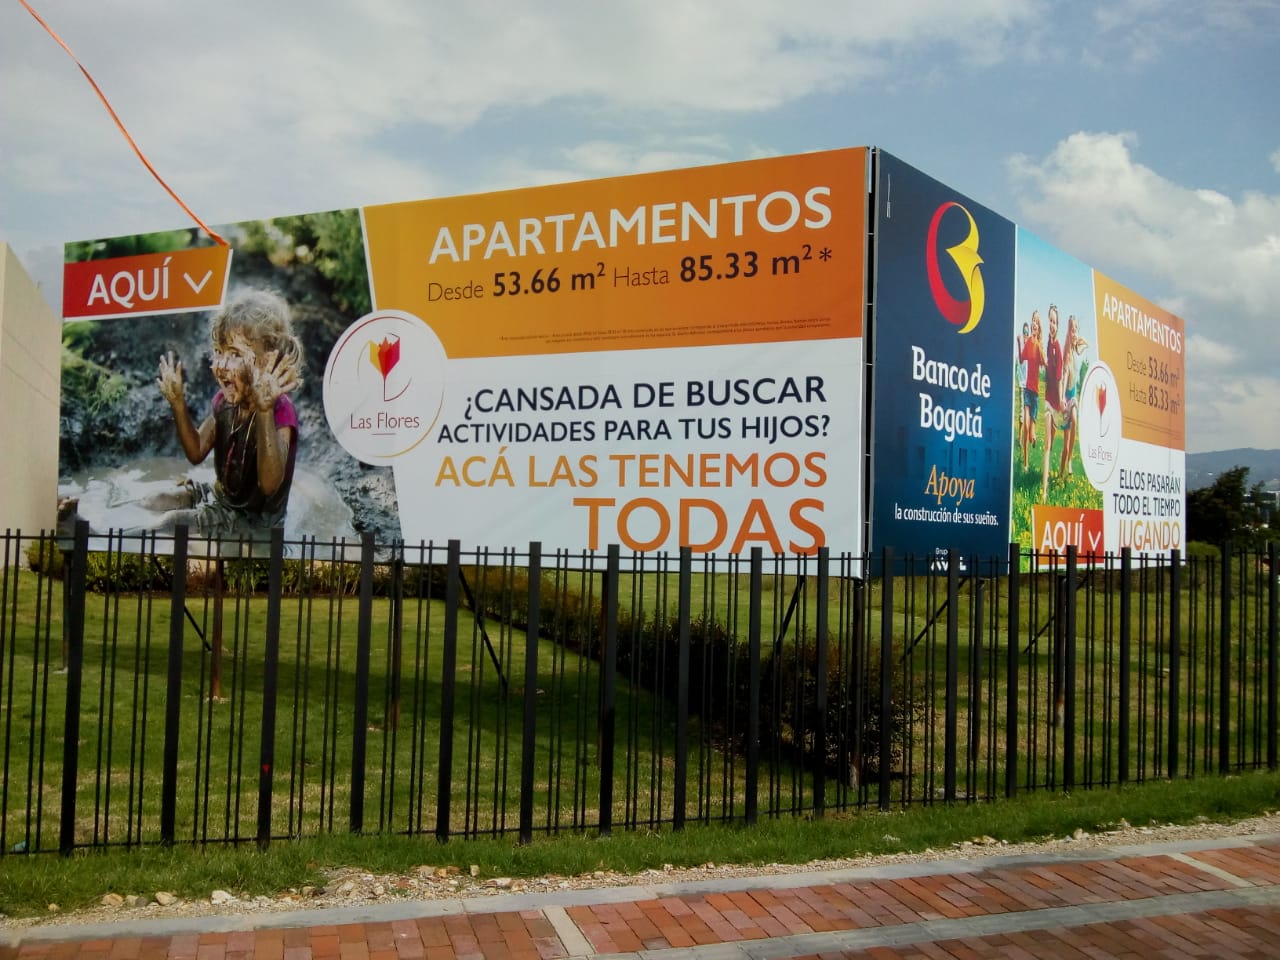 AQUÍ
APARTAMENTOS
Desde 53.66 m² Hasta 85.33 m² *
Las Flores
¿CANSADA DE BUSCAR
ACTIVIDADES PARA TUS HIJOS?
ACÁ LAS TENEMOS
TODAS
Banco de
Bogotá
Apoya
la construcción de sus sueños.
Grupo
APARTAMENTOS
Desde 53.66 m²
Hasta 85.33 m²
Las Flores
ELLOS PASARÁN
TODO EL TIEMPO
JUGANDO
AQUÍ